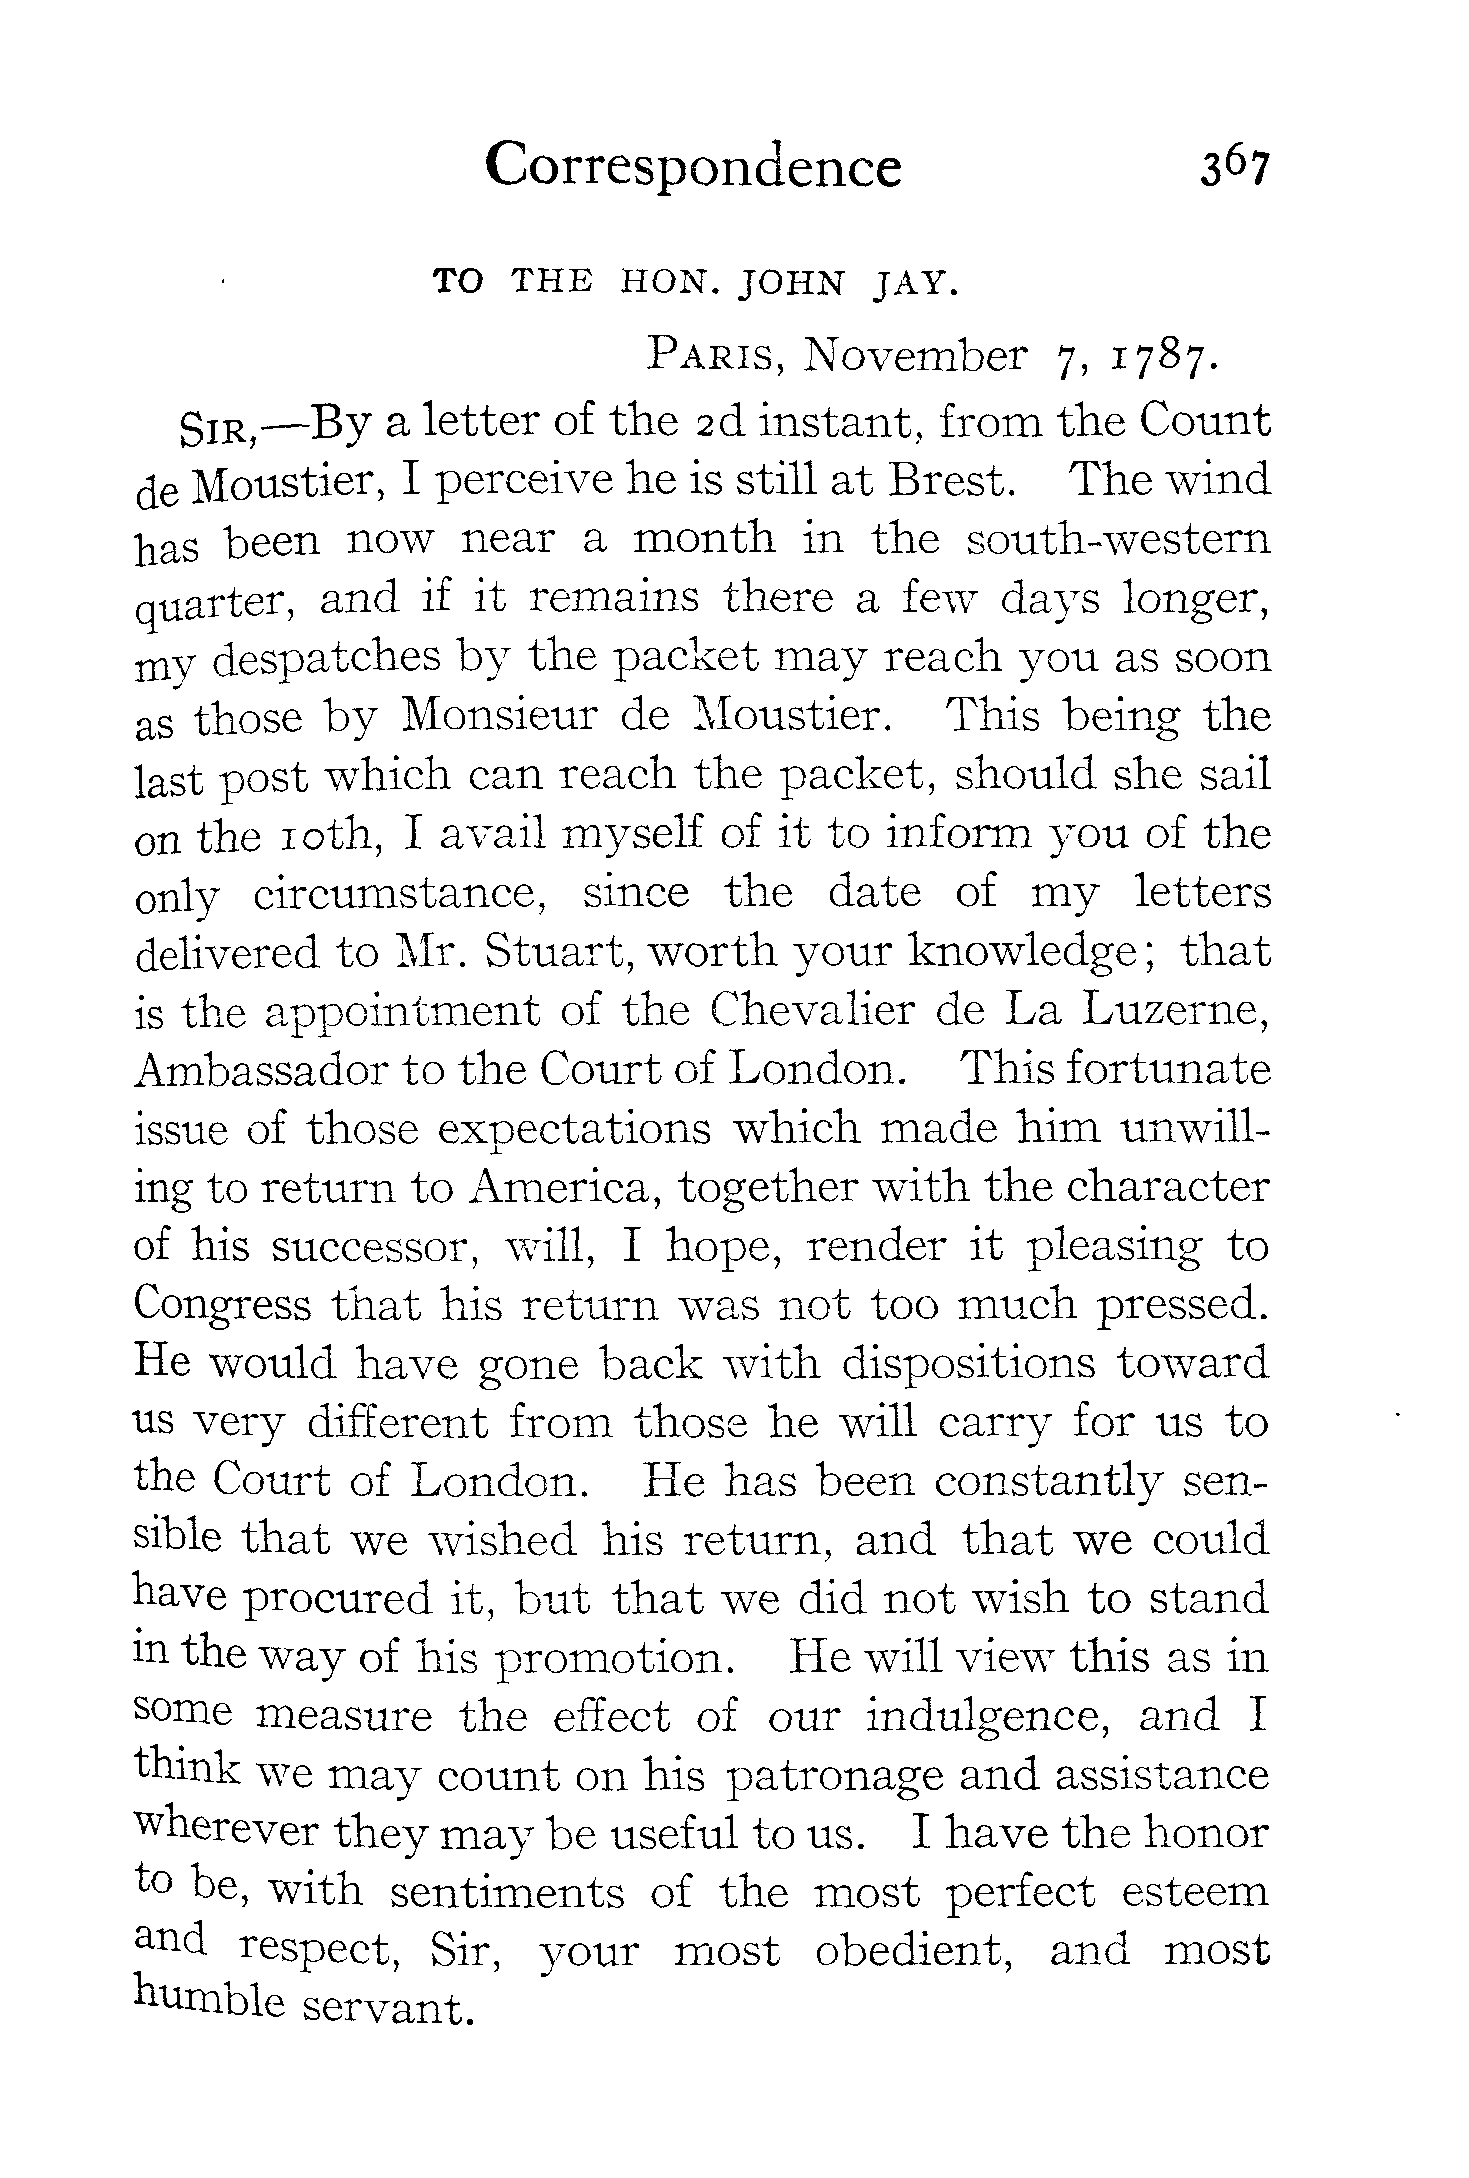 Correspondence 367
TO THE HON. JOHN JAY.
PARIS, November 7, 1787.
SIR,—By a letter of the 2d instant, from the Count
de Moustier, I perceive he is still at Brest. The wind
has been now near a month in the south-western
quarter, and if it remains there a few days longer,
my despatches by the packet may reach you as soon
as those by Monsieur de Moustier. This being the
last post which can reach the packet, should she sail
on the 10th, I avail myself of it to inform you of the
only circumstance, since the date of my letters
delivered to Mr. Stuart, worth your knowledge; that
is the appointment of the Chevalier de La Luzerne,
Ambassador to the Court of London. This fortunate
issue of those expectations which made him unwill-
ing to return to America, together with the character
of his successor, will, I hope, render it pleasing to
Congress that his return was not too much pressed.
He would have gone back with dispositions toward
us very different from those he will carry for us to
the Court of London. He has been constantly sen-
sible that we wished his return, and that we could
have procured it, but that we did not wish to stand
in the way of his promotion. He will view this as in
some measure the effect of our indulgence, and I
think we may count on his patronage and assistance
wherever they may be useful to us. I have the honor
to be, with sentiments of the most perfect esteem
and respect, Sir, your most obedient, and most
humble servant.